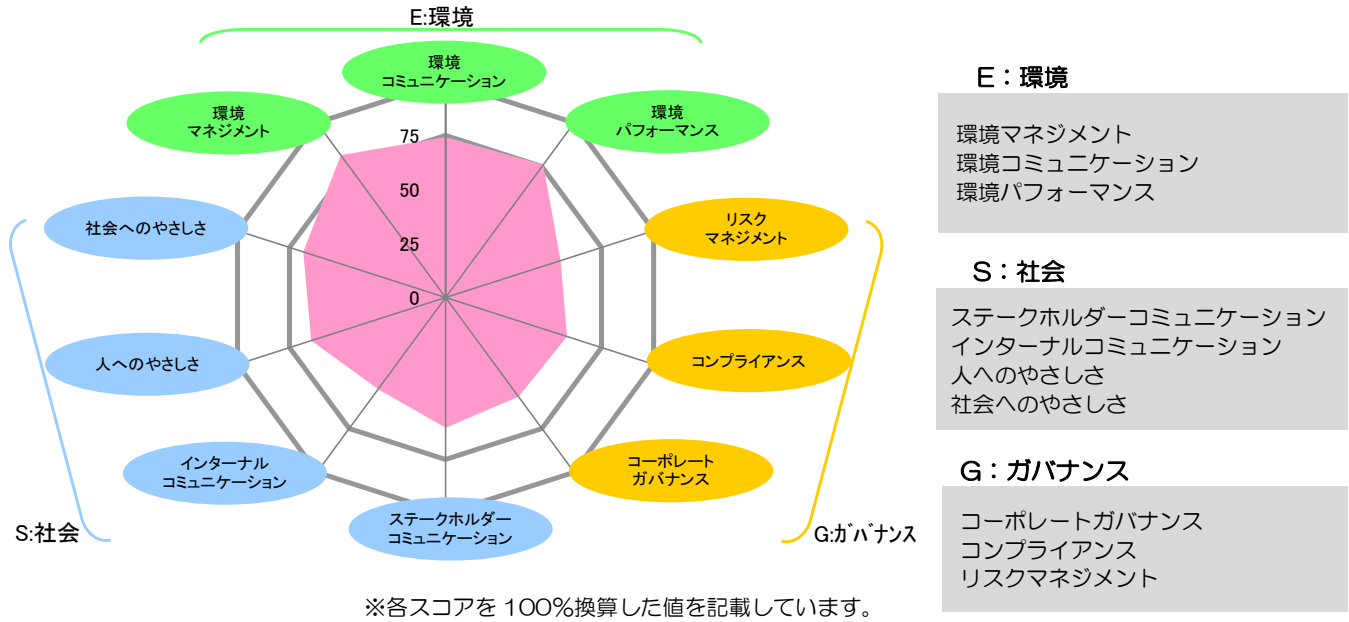 E:環境
環境
コミュニケーション
環境
マネジメント
環境
パフォーマンス
社会へのやさしさ
リスク
マネジメント
人へのやさしさ
コンプライアンス
インターナル
コミュニケーション
コーポレート
ガバナンス
ステークホルダー
コミュニケーション
75
50
25
0
S:社会
G:ｶﾞﾊﾞﾅﾝｽ
※各スコアを 100%換算した値を記載しています。
E：環境
環境マネジメント
環境コミュニケーション
環境パフォーマンス
S：社会
ステークホルダーコミュニケーション
インターナルコミュニケーション
人へのやさしさ
社会へのやさしさ
G：ガバナンス
コーポレートガバナンス
コンプライアンス
リスクマネジメント